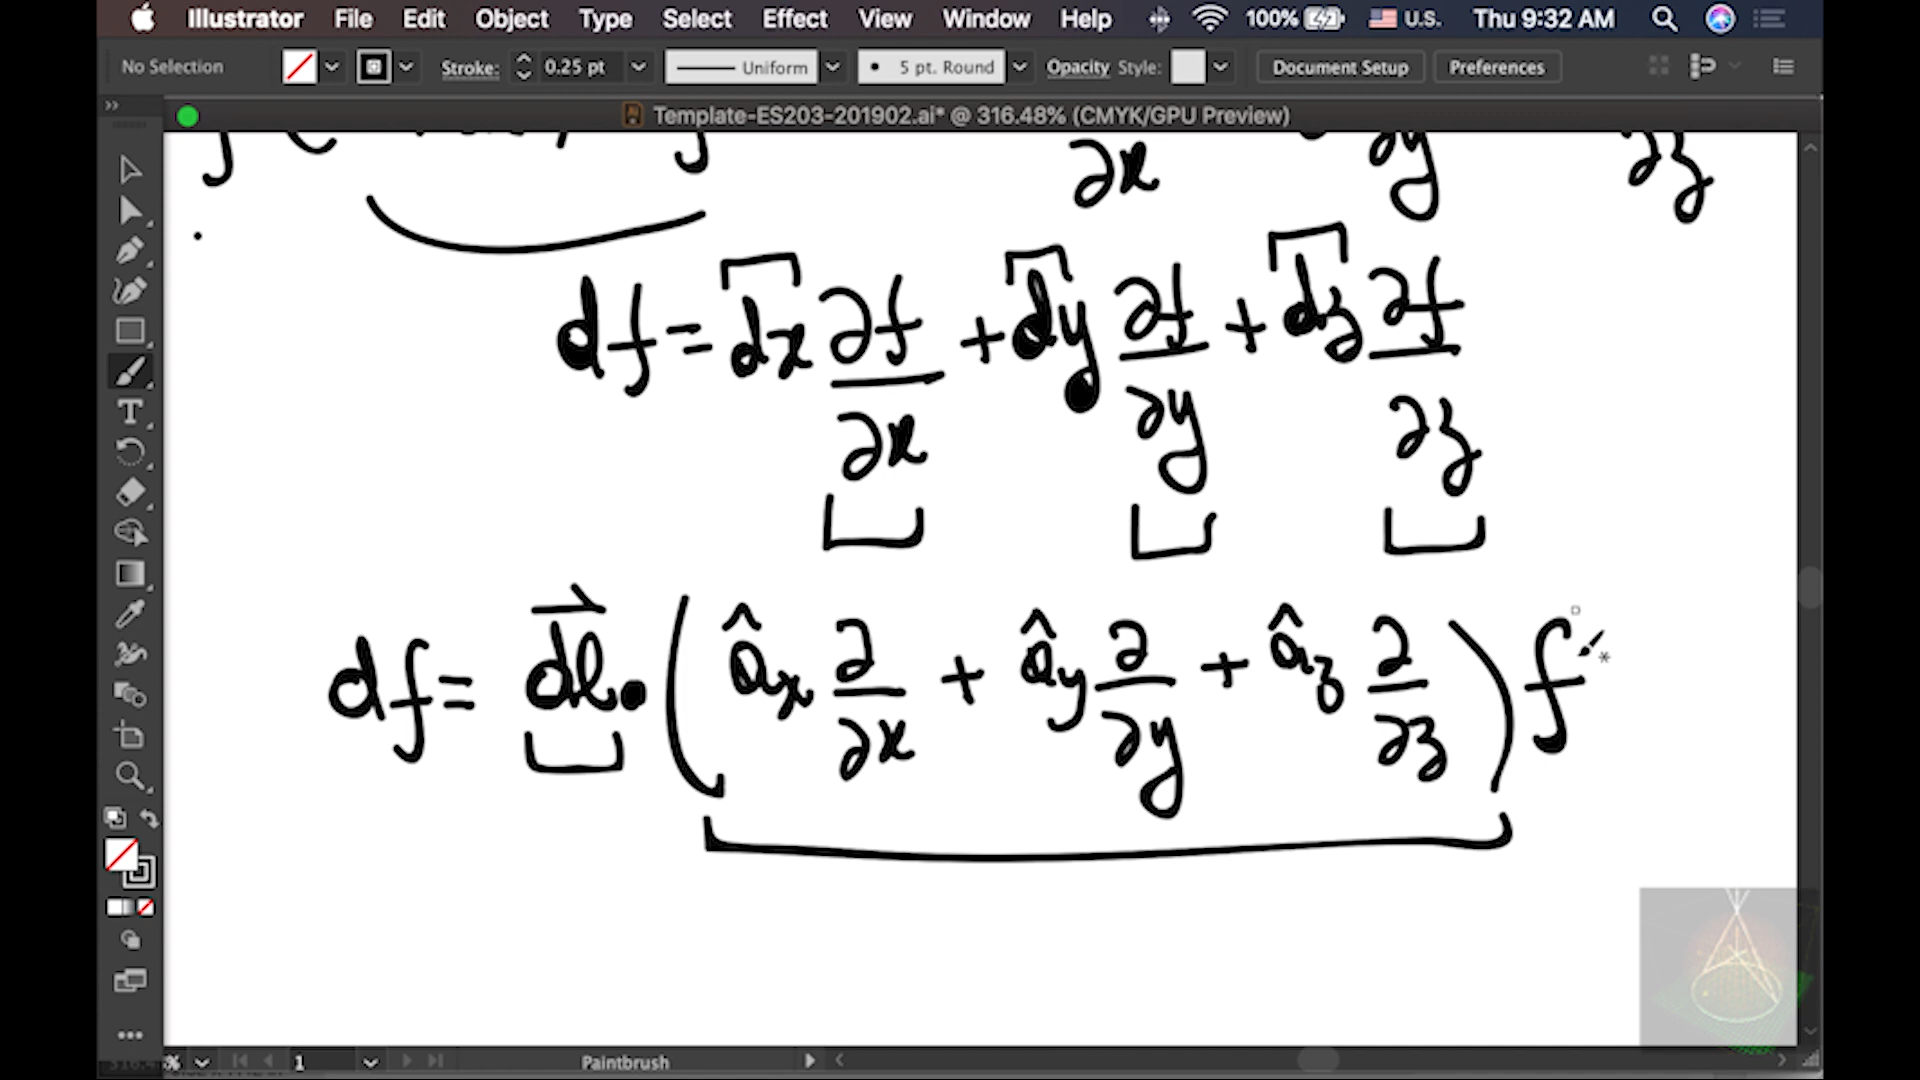 Illustrator File Edit Object Type Select Effect View Window Help 100% U.S. Thu 9:32 AM
No Selection Stroke: 0.25 pt Uniform • 5 pt. Round Opacity Style: Document Setup Preferences
Template-ES203-201902.ai* @ 316.48% (CMYK/GPU Preview)
∂x ∂y ∂z
df = dx ∂f/∂x + dy ∂f/∂y + dz ∂f/∂z
df = dl⃗ • ( âx ∂/∂x + ây ∂/∂y + âz ∂/∂z ) f
1 Paintbrush